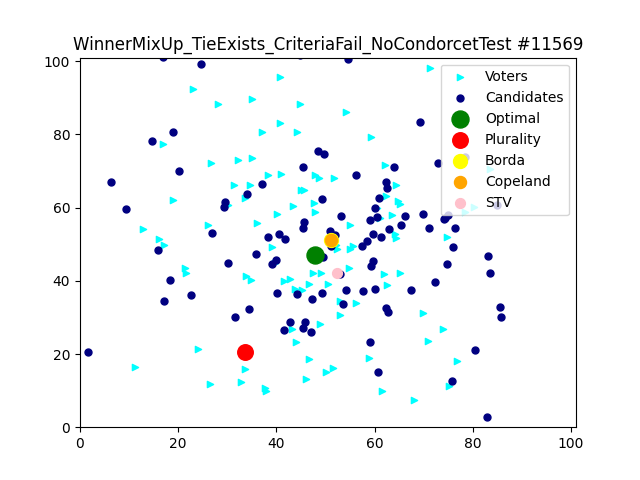 WinnerMixUp_TieExists_CriteriaFail_NoCondorcetTest #11569
Voters
Candidates
Optimal
Plurality
Borda
Copeland
STV
100
80
60
40
20
0
0 20 40 60 80 100